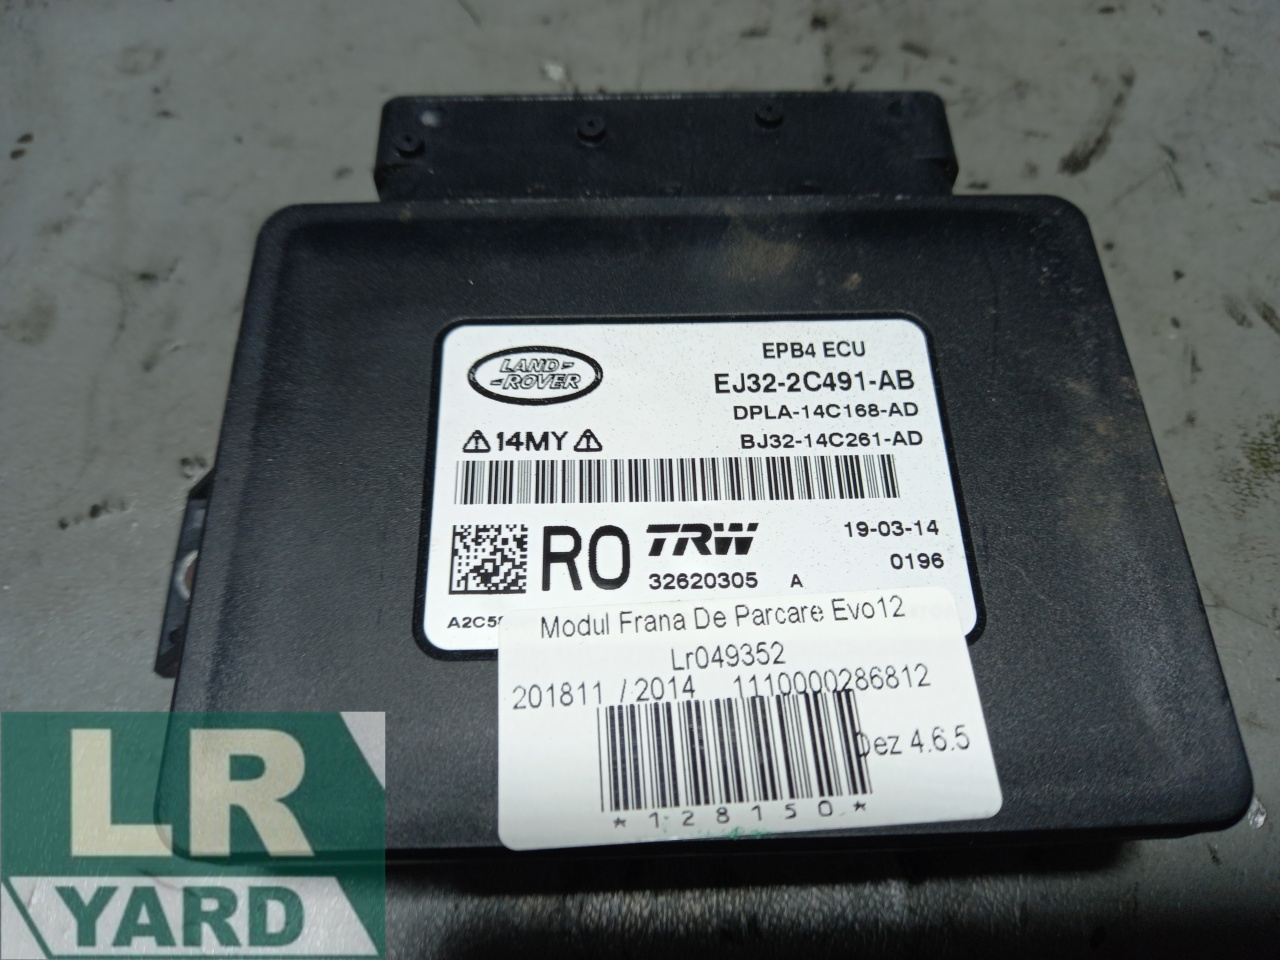 LAND-
-ROVER
EPB4 ECU
EJ32-2C491-AB
DPLA-14C168-AD
14MY
BJ32-14C261-AD
RO TRW
19-03-14
32620305 A
0196
Modul Frana De Parcare Evo12
Lr049352
201811 / 2014 1110000286812
Dez 4.6.5
*128150*
LR
YARD